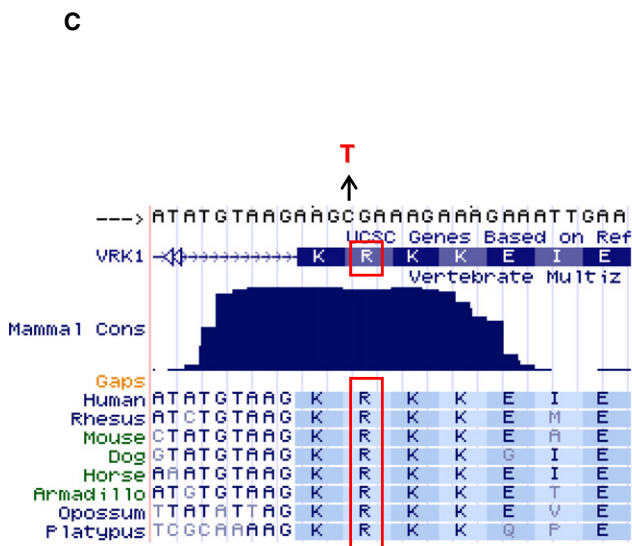 C
T
---> ATATGTAAGAAGCGAAAGAAAGAAATTGAA
UCSC Genes Based on Ref
VRK1 K R K K E I E
Vertebrate Multiz
Mammal Cons
Gaps
Human ATATGTAAG K R K K E I E
Rhesus ATCTGTAAG K R K K E M E
Mouse CTATGTAAG K R K K E A E
Dog GTATGTAAG K R K K G I E
Horse AAATGTAAG K R K K E I E
Armadillo ATGTGTAAG K R K K E T E
Opossum TTATATTAG K R K K E V E
Platypus TCGCAAAAG K R K K Q P E